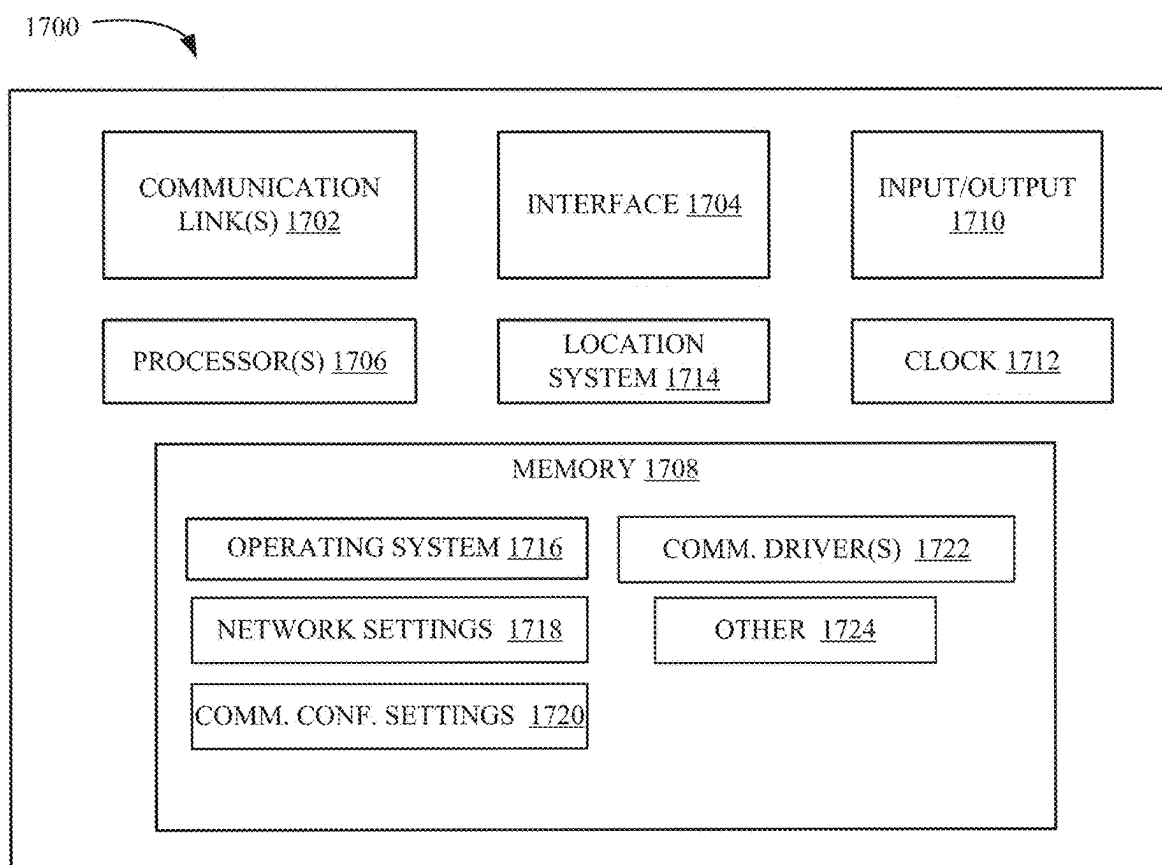 1700
COMMUNICATION
LINK(S) 1702
INTERFACE 1704
INPUT/OUTPUT
1710
PROCESSOR(S) 1706
LOCATION
SYSTEM 1714
CLOCK 1712
MEMORY 1708
OPERATING SYSTEM 1716
COMM. DRIVER(S) 1722
NETWORK SETTINGS 1718
OTHER 1724
COMM. CONF. SETTINGS 1720